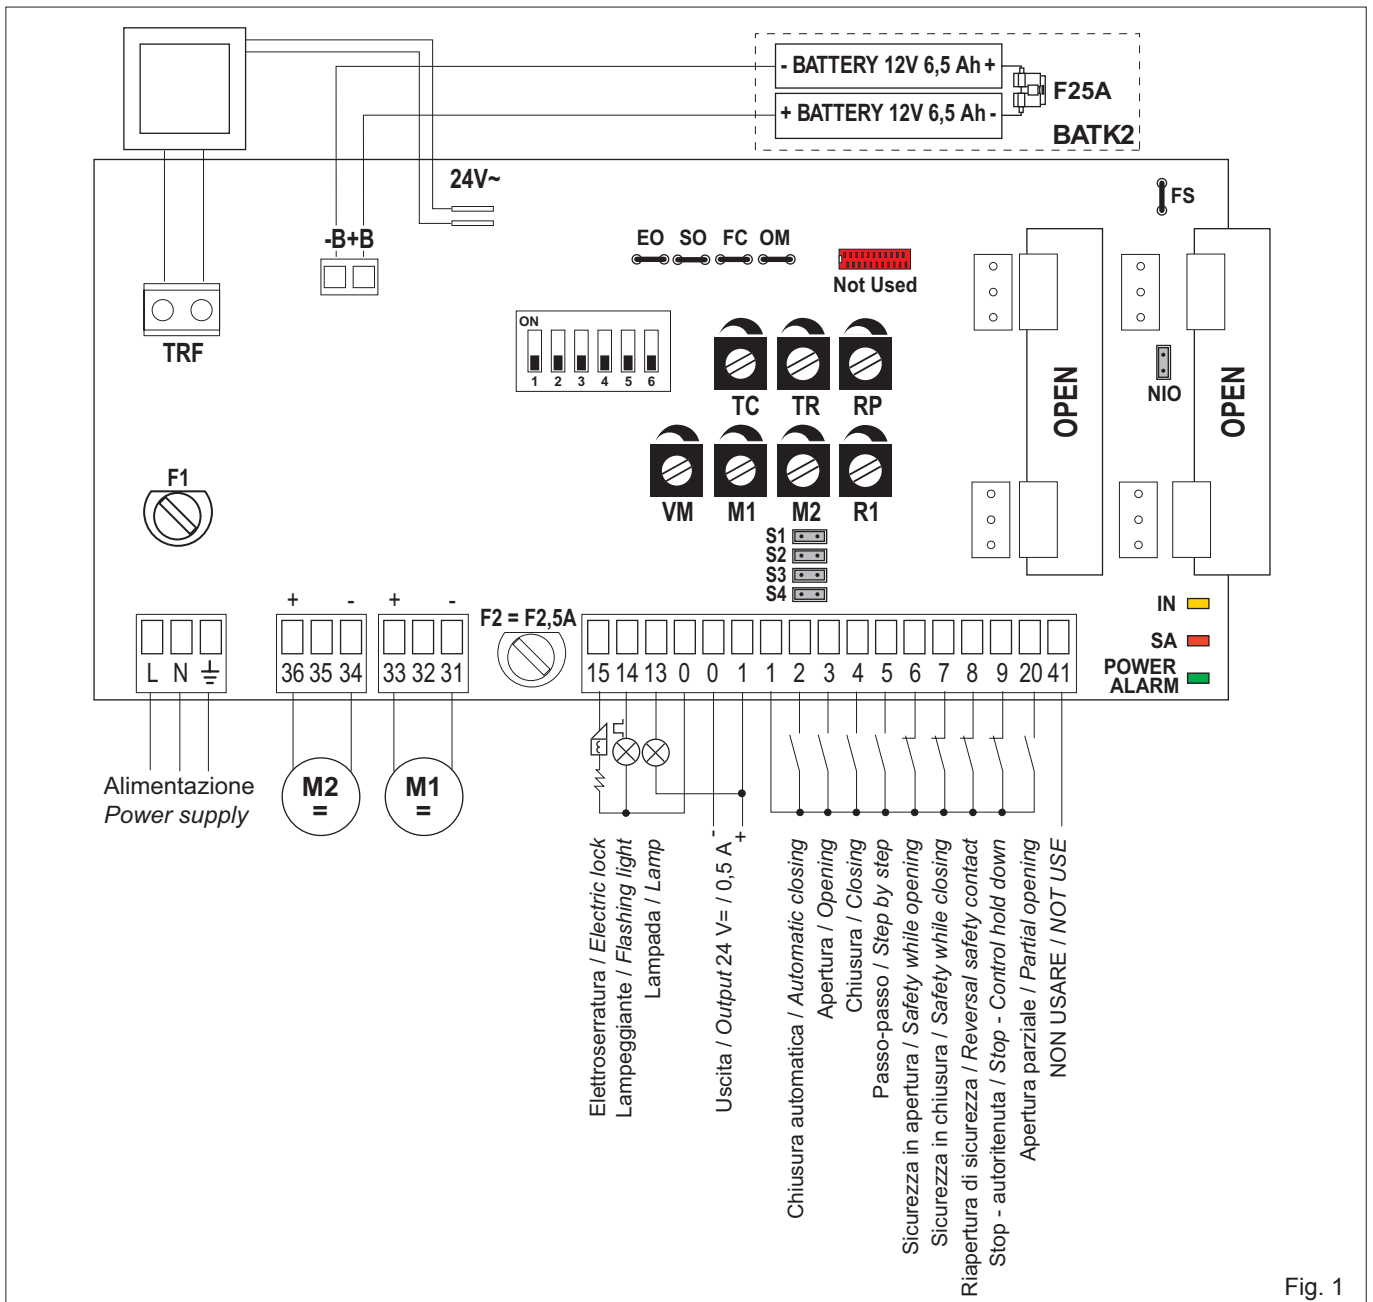 - BATTERY 12V 6,5 Ah +
+ BATTERY 12V 6,5 Ah -
F25A
BATK2
24V~
FS
-B+B
EO SO FC OM
Not Used
TRF
ON
1 2 3 4 5 6
TC TR RP
OPEN
NIO
OPEN
F1
VM M1 M2 R1
S1
S2
S3
S4
IN
SA
POWER
ALARM
+ - + -
F2 = F2,5A
L N
36 35 34
33 32 31
15 14 13 0 0 1 1 2 3 4 5 6 7 8 9 20 41
Alimentazione
Power supply
M2
=
M1
=
- +
Elettroserratura / Electric lock
Lampeggiante / Flashing light
Lampada / Lamp
Uscita / Output 24 V= / 0,5 A
Chiusura automatica / Automatic closing
Apertura / Opening
Chiusura / Closing
Passo-passo / Step by step
Sicurezza in apertura / Safety while opening
Sicurezza in chiusura / Safety while closing
Riapertura di sicurezza / Reversal safety contact
Stop - autoritenuta / Stop - Control hold down
Apertura parziale / Partial opening
NON USARE / NOT USE
Fig. 1